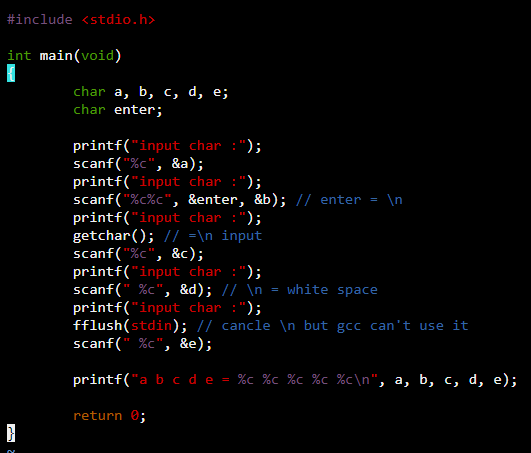 #include <stdio.h>
int main(void)
{
char a, b, c, d, e;
char enter;
printf("input char :");
scanf("%c", &a);
printf("input char :");
scanf("%c%c", &enter, &b); // enter = \n
printf("input char :");
getchar(); // =\n input
scanf("%c", &c);
printf("input char :");
scanf(" %c", &d); // \n = white space
printf("input char :");
fflush(stdin); // cancle \n but gcc can't use it
scanf(" %c", &e);
printf("a b c d e = %c %c %c %c %c\n", a, b, c, d, e);
return 0;
}
~